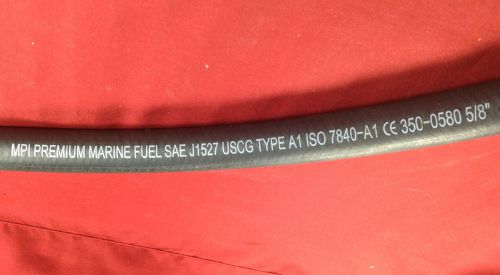 MPI PREMIUM MARINE FUEL SAE J1527 USCG TYPE A1 ISO 7840-A1 CE 350-0580 5/8"